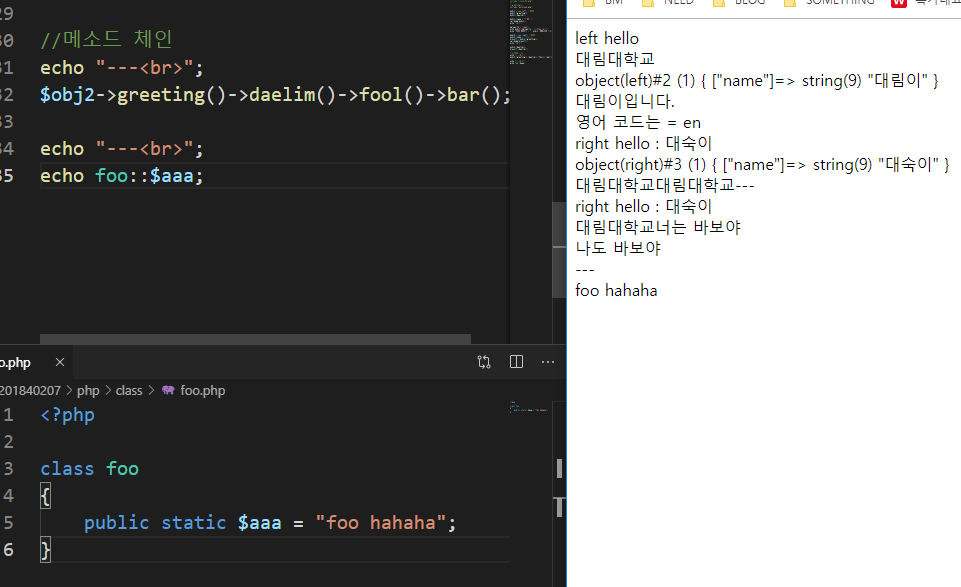 29
30 //메소드 체인
31 echo "---<br>";
32 $obj2->greeting()->daelim()->fool()->bar();
33
34 echo "---<br>";
35 echo foo::$aaa;
o.php ×
201840207 > php > class > foo.php
1 <?php
2
3 class foo
4 {
5 public static $aaa = "foo hahaha";
6 }
BM NEED BLOG SOMETHING W
left hello
대림대학교
object(left)#2 (1) { ["name"]=> string(9) "대림이" }
대림이입니다.
영어 코드는 = en
right hello : 대숙이
object(right)#3 (1) { ["name"]=> string(9) "대숙이" }
대림대학교대림대학교---
right hello : 대숙이
대림대학교너는 바보야
나도 바보야
---
foo hahaha